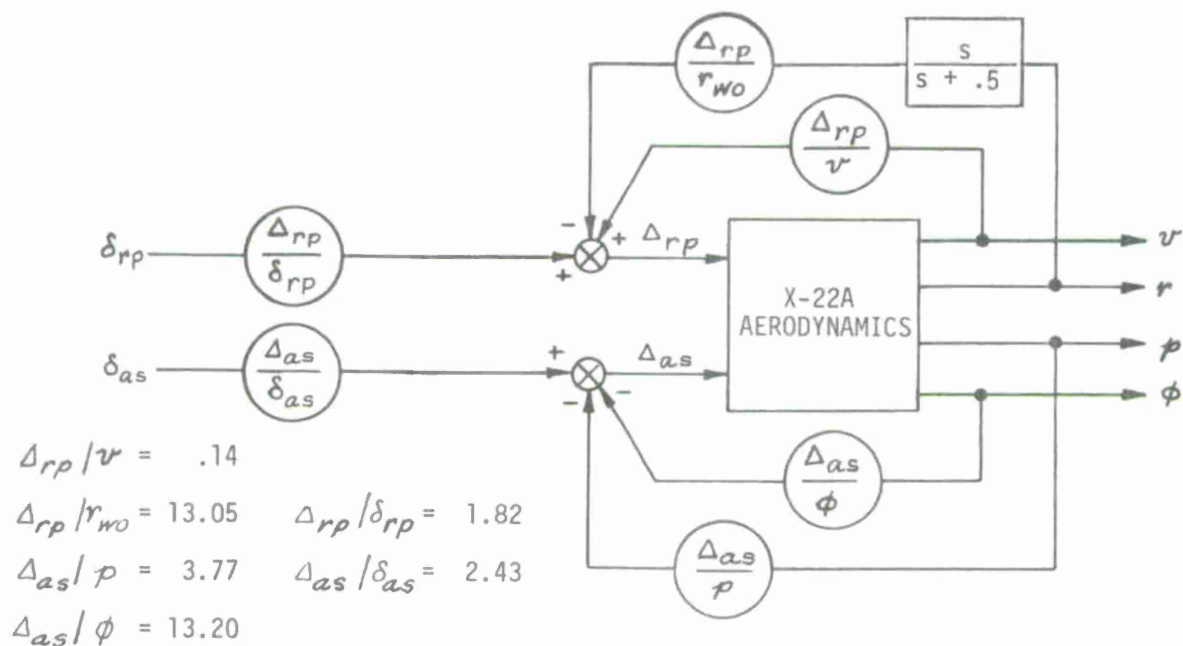 Δrp
rwo
s
s + .5
Δrp
v
δrp
Δrp
δrp
−
+
+
Δrp
X-22A
AERODYNAMICS
v
r
p
φ
δas
Δas
δas
+
−
−
Δas
Δas
φ
Δas
p
Δrp/v = .14
Δrp/rwo = 13.05 Δrp/δrp = 1.82
Δas/p = 3.77 Δas/δas = 2.43
Δas/φ = 13.20